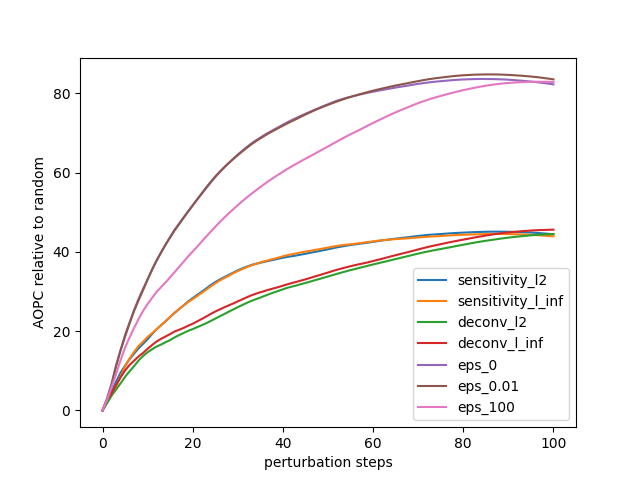 80
60
40
20
0
AOPC relative to random
0 20 40 60 80 100
perturbation steps
sensitivity_l2
sensitivity_l_inf
deconv_l2
deconv_l_inf
eps_0
eps_0.01
eps_100